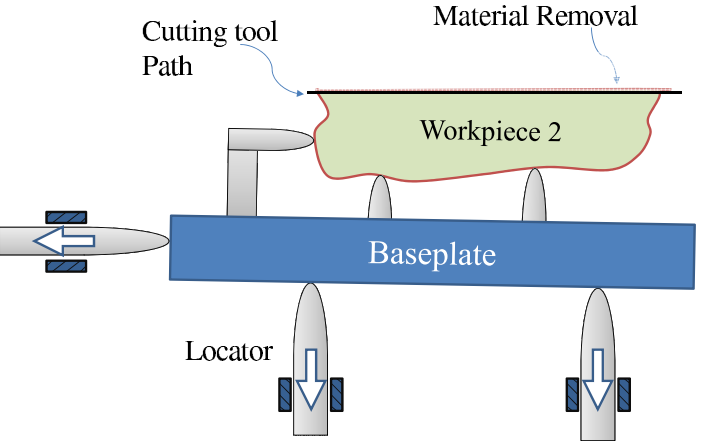 Material Removal
Cutting tool
Path
Workpiece 2
Baseplate
Locator